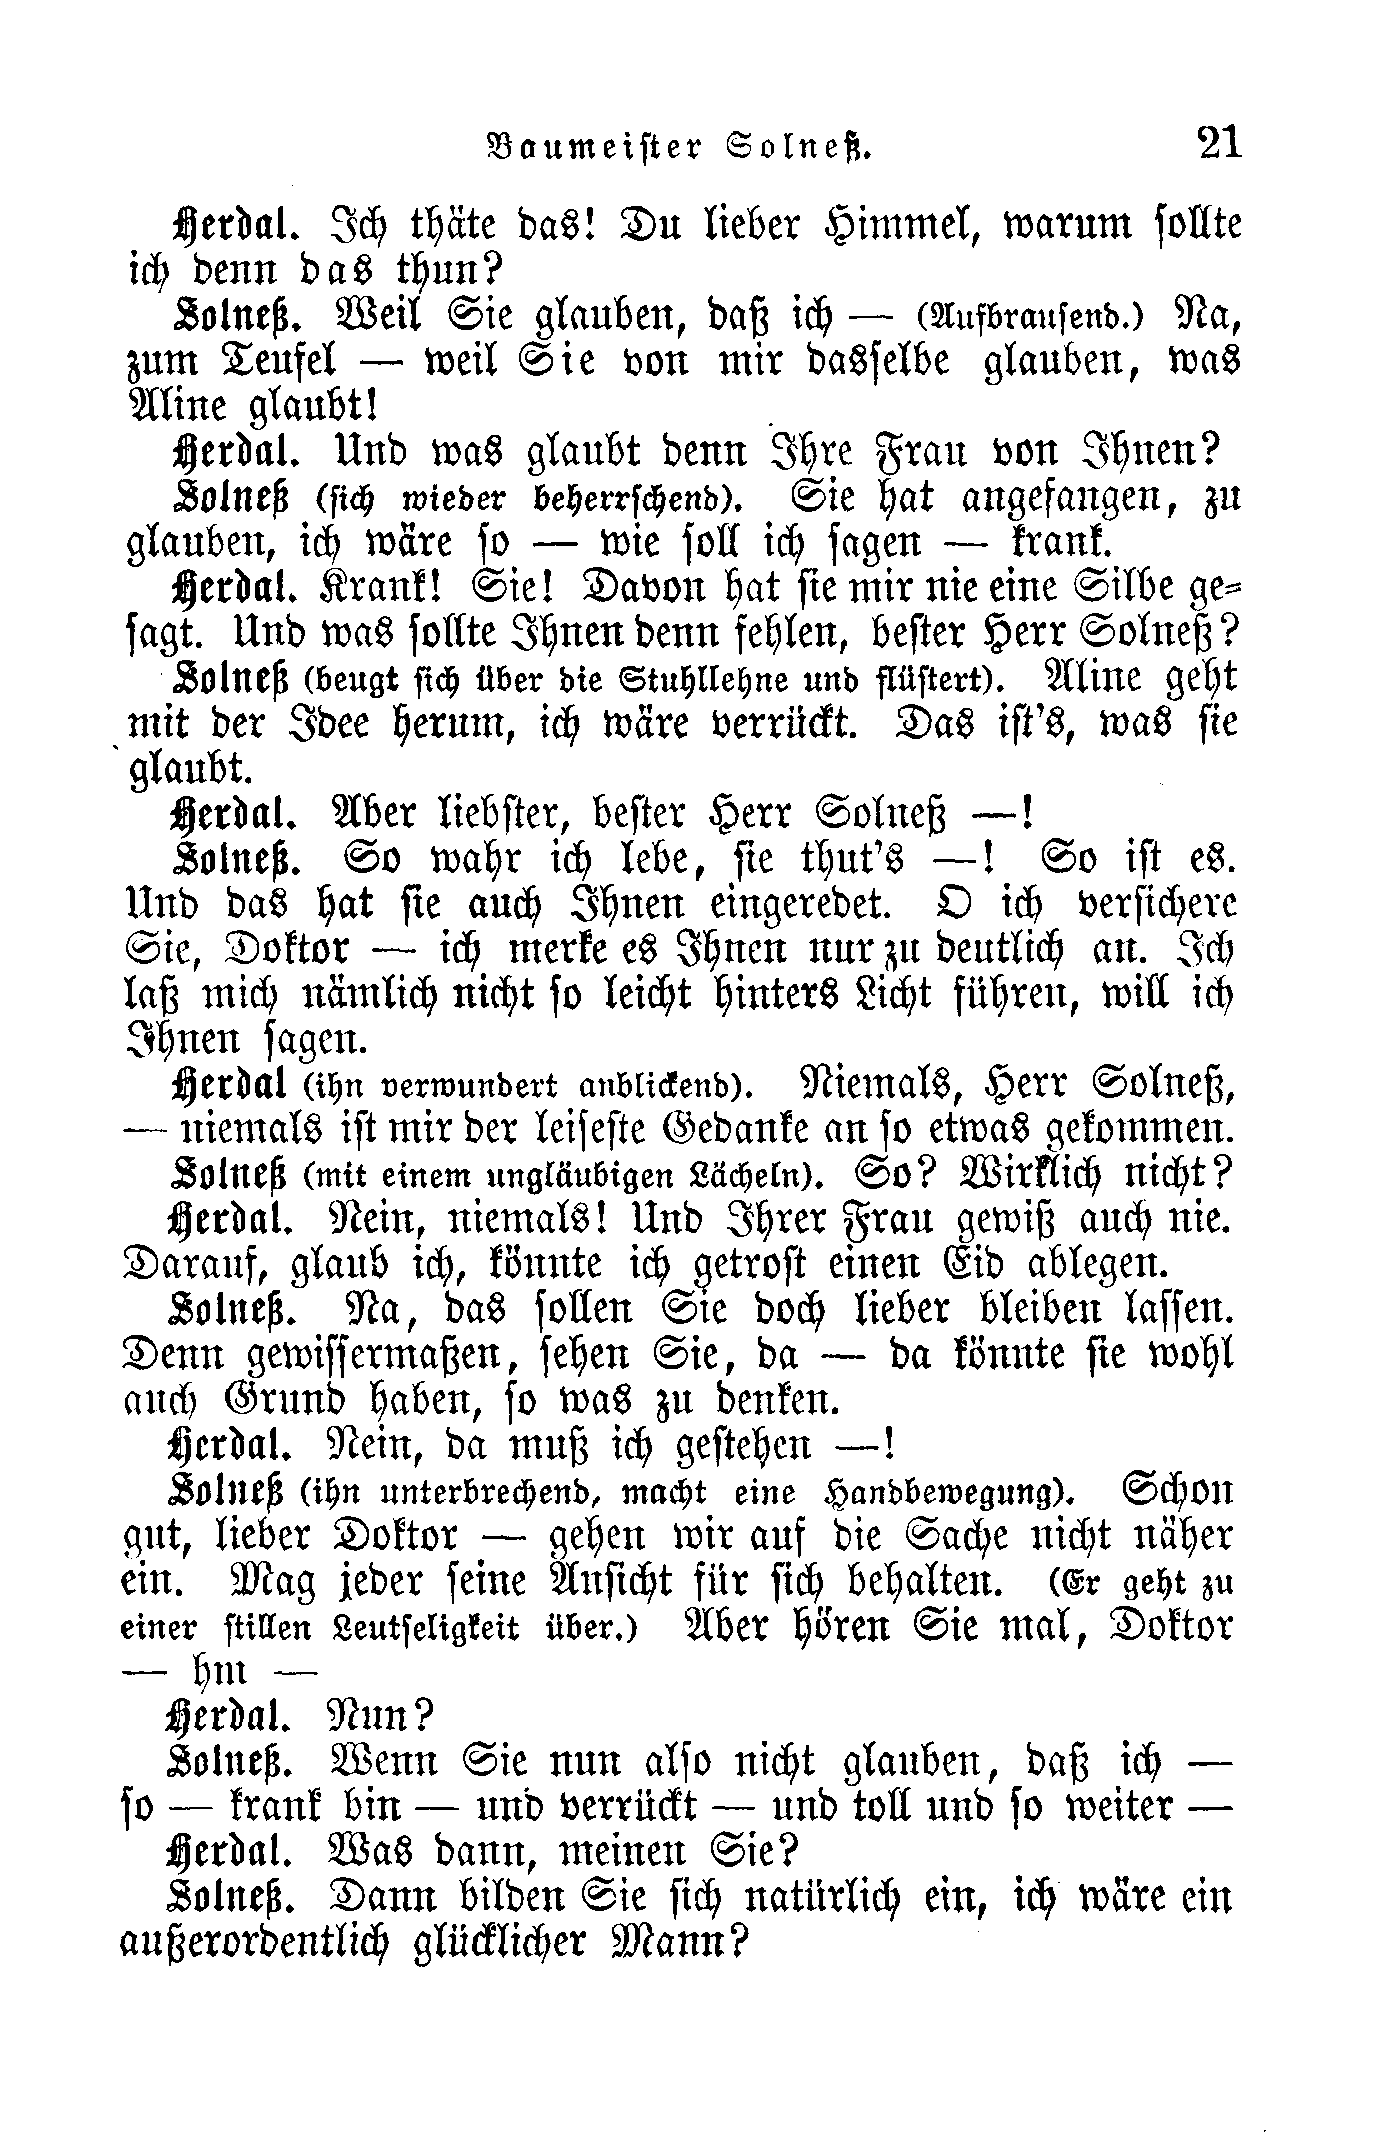 Baumeister Solneß. 21
Herdal. Ich thäte das! Du lieber Himmel, warum sollte
ich denn das thun?
Solneß. Weil Sie glauben, daß ich — (Aufbrausend.) Na,
zum Teufel — weil Sie von mir dasselbe glauben, was
Aline glaubt!
Herdal. Und was glaubt denn Ihre Frau von Ihnen?
Solneß (sich wieder beherrschend). Sie hat angefangen, zu
glauben, ich wäre so — wie soll ich sagen — krank.
Herdal. Krank! Sie! Davon hat sie mir nie eine Silbe ge-
sagt. Und was sollte Ihnen denn fehlen, bester Herr Solneß?
Solneß (beugt sich über die Stuhllehne und flüstert). Aline geht
mit der Idee herum, ich wäre verrückt. Das ist's, was sie
glaubt.
Herdal. Aber liebster, bester Herr Solneß —!
Solneß. So wahr ich lebe, sie thut's —! So ist es.
Und das hat sie auch Ihnen eingeredet. O ich versichere
Sie, Doktor — ich merke es Ihnen nur zu deutlich an. Ich
laß mich nämlich nicht so leicht hinters Licht führen, will ich
Ihnen sagen.
Herdal (ihn verwundert anblickend). Niemals, Herr Solneß,
— niemals ist mir der leiseste Gedanke an so etwas gekommen.
Solneß (mit einem ungläubigen Lächeln). So? Wirklich nicht?
Herdal. Nein, niemals! Und Ihrer Frau gewiß auch nie.
Darauf, glaub ich, könnte ich getrost einen Eid ablegen.
Solneß. Na, das sollen Sie doch lieber bleiben lassen.
Denn gewissermaßen, sehen Sie, da — da könnte sie wohl
auch Grund haben, so was zu denken.
Herdal. Nein, da muß ich gestehen —!
Solneß (ihn unterbrechend, macht eine Handbewegung). Schon
gut, lieber Doktor — gehen wir auf die Sache nicht näher
ein. Mag jeder seine Ansicht für sich behalten. (Er geht zu
einer stillen Leutseligkeit über.) Aber hören Sie mal, Doktor
— hm —
Herdal. Nun?
Solneß. Wenn Sie nun also nicht glauben, daß ich —
so — krank bin — und verrückt — und toll und so weiter —
Herdal. Was dann, meinen Sie?
Solneß. Dann bilden Sie sich natürlich ein, ich wäre ein
außerordentlich glücklicher Mann?